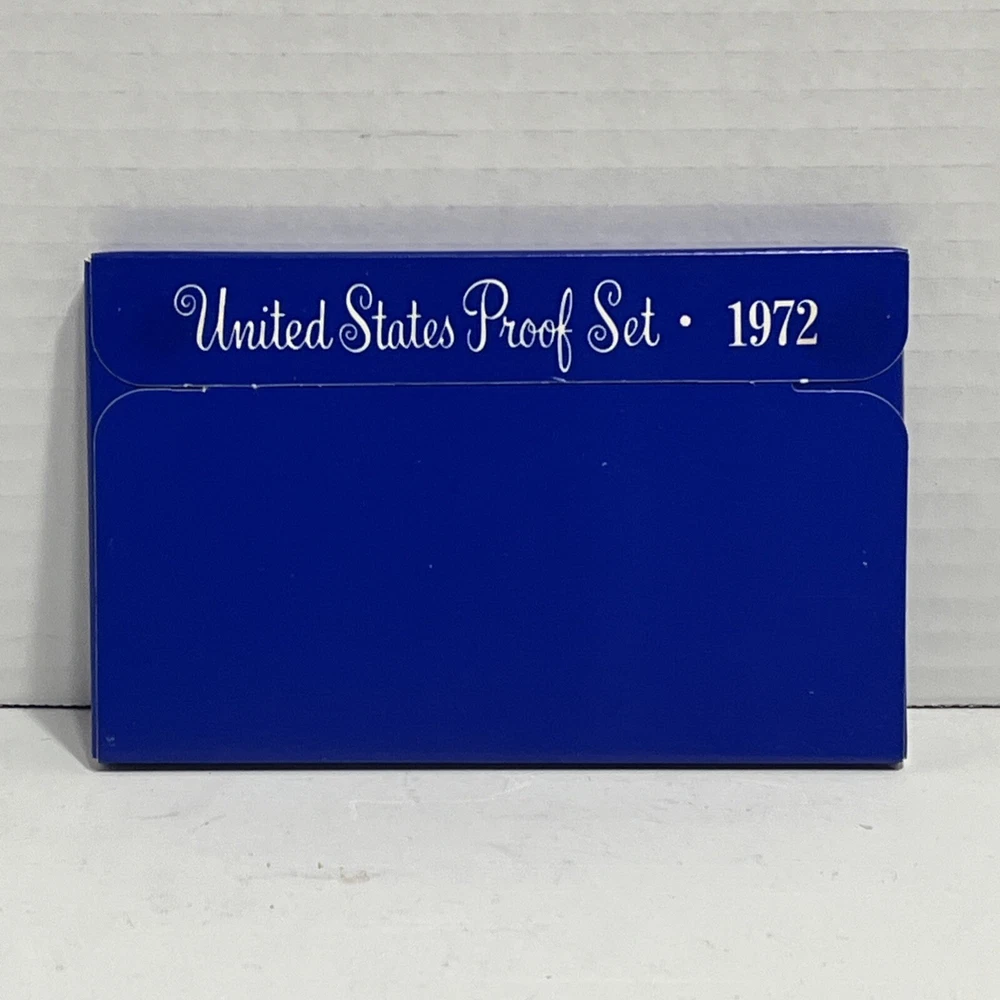 United States Proof Set • 1972